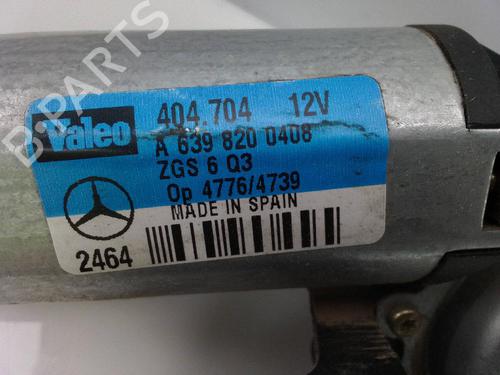 B-PARTS
Valeo
404.704 12V
A 639 820 0408
ZGS 6 Q3
Op 4776/4739
MADE IN SPAIN
2464